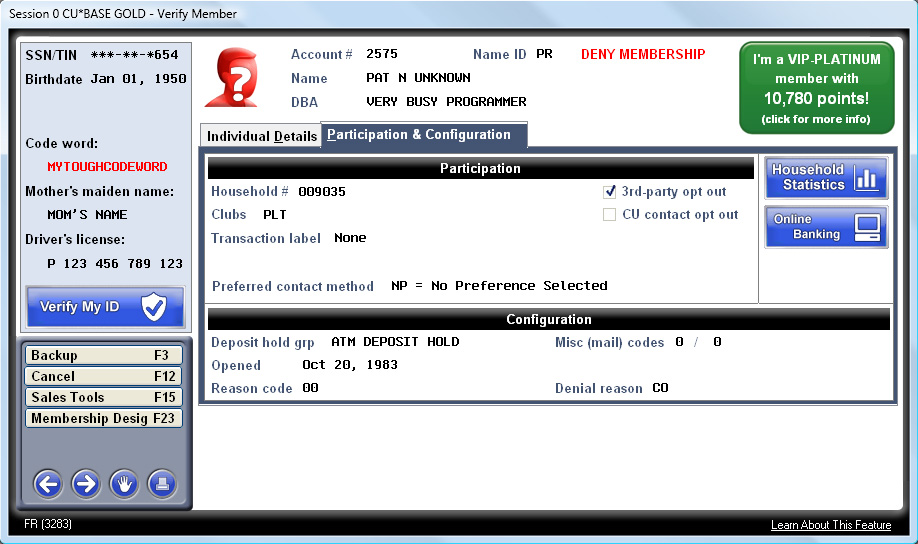 Session 0 CU*BASE GOLD - Verify Member
SSN/TIN ***-**-*654
Birthdate Jan 01, 1950
Code word:
MYTOUGHCODEWORD
Mother's maiden name:
MOM'S NAME
Driver's license:
P 123 456 789 123
Verify My ID
Backup F3
Cancel F12
Sales Tools F15
Membership Desig F23
?
Account # 2575 Name ID PR DENY MEMBERSHIP
Name PAT N UNKNOWN
DBA VERY BUSY PROGRAMMER
I'm a VIP-PLATINUM
member with
10,780 points!
(click for more info)
Individual Details Participation & Configuration
Participation
Household # 009035 3rd-party opt out
Clubs PLT CU contact opt out
Transaction label None
Preferred contact method NP = No Preference Selected
Household
Statistics
Online
Banking
Configuration
Deposit hold grp ATM DEPOSIT HOLD Misc (mail) codes 0 / 0
Opened Oct 20, 1983
Reason code 00 Denial reason CO
FR (3283) Learn About This Feature